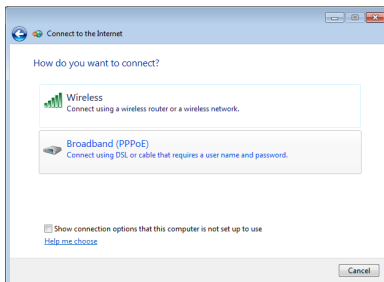 Connect to the Internet
How do you want to connect?
Wireless
Connect using a wireless router or a wireless network.
Broadband (PPPoE)
Connect using DSL or cable that requires a user name and password.
Show connection options that this computer is not set up to use
Help me choose
Cancel